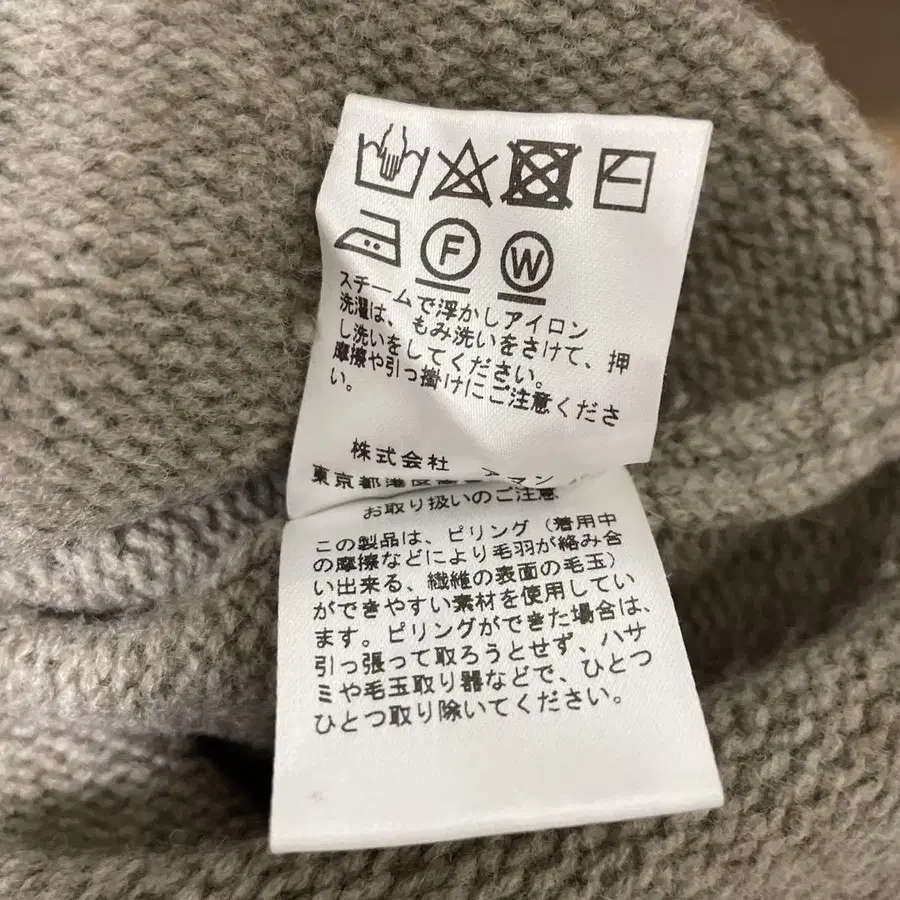 F
W
スチームで浮かしアイロン
洗濯は、もみ洗いをさけて、押
し洗いをしてください。
摩擦や引っ掛けにご注意くださ
い。
株式会社
東京都港区
お取り扱いのご注意
この製品は、ピリング（着用中
の摩擦などにより毛羽が絡み合
い出来る、繊維の表面の毛玉）
ができやすい素材を使用してい
ます。ピリングができた場合は、
引っ張って取ろうとせず、ハサ
ミや毛玉取り器などで、ひとつ
ひとつ取り除いてください。